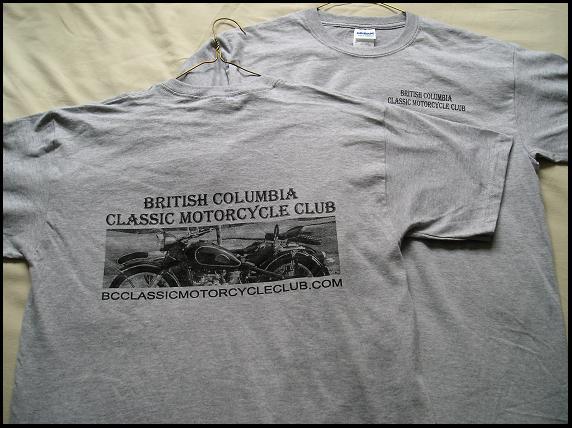 BRITISH COLUMBIA
CLASSIC MOTORCYCLE CLUB
BRITISH COLUMBIA
CLASSIC MOTORCYCLE CLUB
BCCLASSICMOTORCYCLECLUB.COM